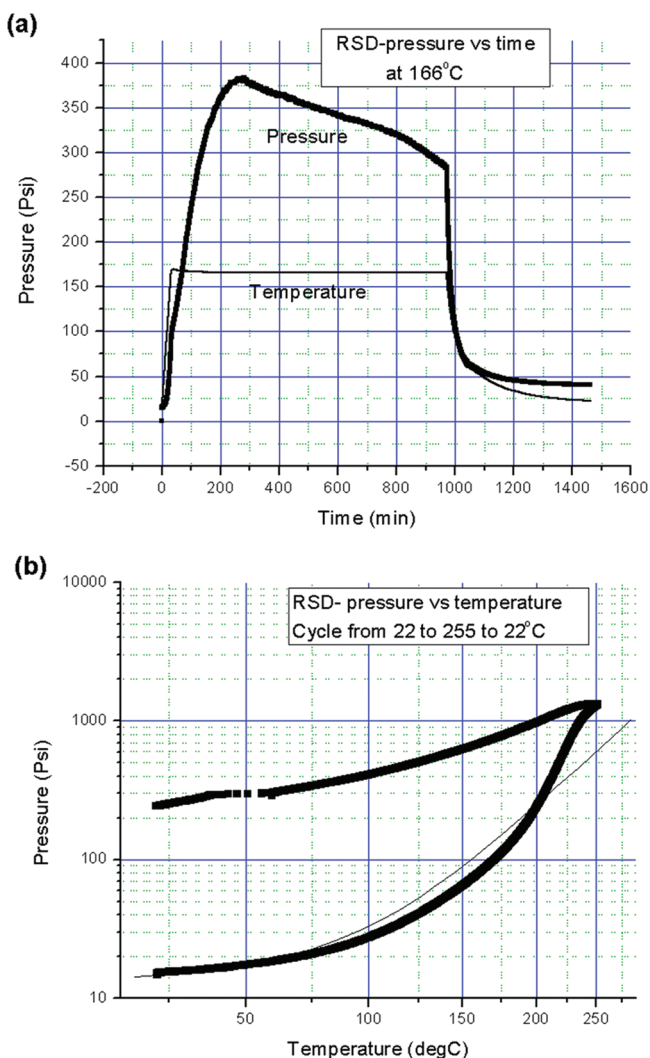 (a)
RSD-pressure vs time
at 166°C
400
350
300
250
200
150
100
50
0
-50
Pressure (Psi)
Pressure
Temperature
-200 0 200 400 600 800 1000 1200 1400 1600
Time (min)
(b)
RSD- pressure vs temperature
Cycle from 22 to 255 to 22°C
10000
1000
100
10
Pressure (Psi)
50 100 150 200 250
Temperature (degC)